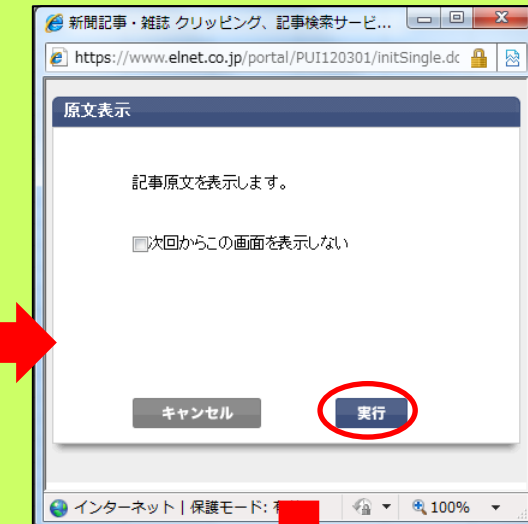 新聞記事・雑誌 クリッピング、記事検索サービ...
https://www.elnet.co.jp/portal/PUI120301/initSingle.dc
原文表示
記事原文を表示します。
次回からこの画面を表示しない
キャンセル 実行
インターネット | 保護モード: 100%